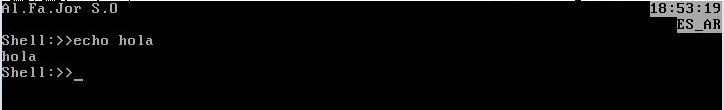 Al.Fa.Jor S.O 18:53:19
ES_AR
Shell:>>echo hola
hola
Shell:>>_